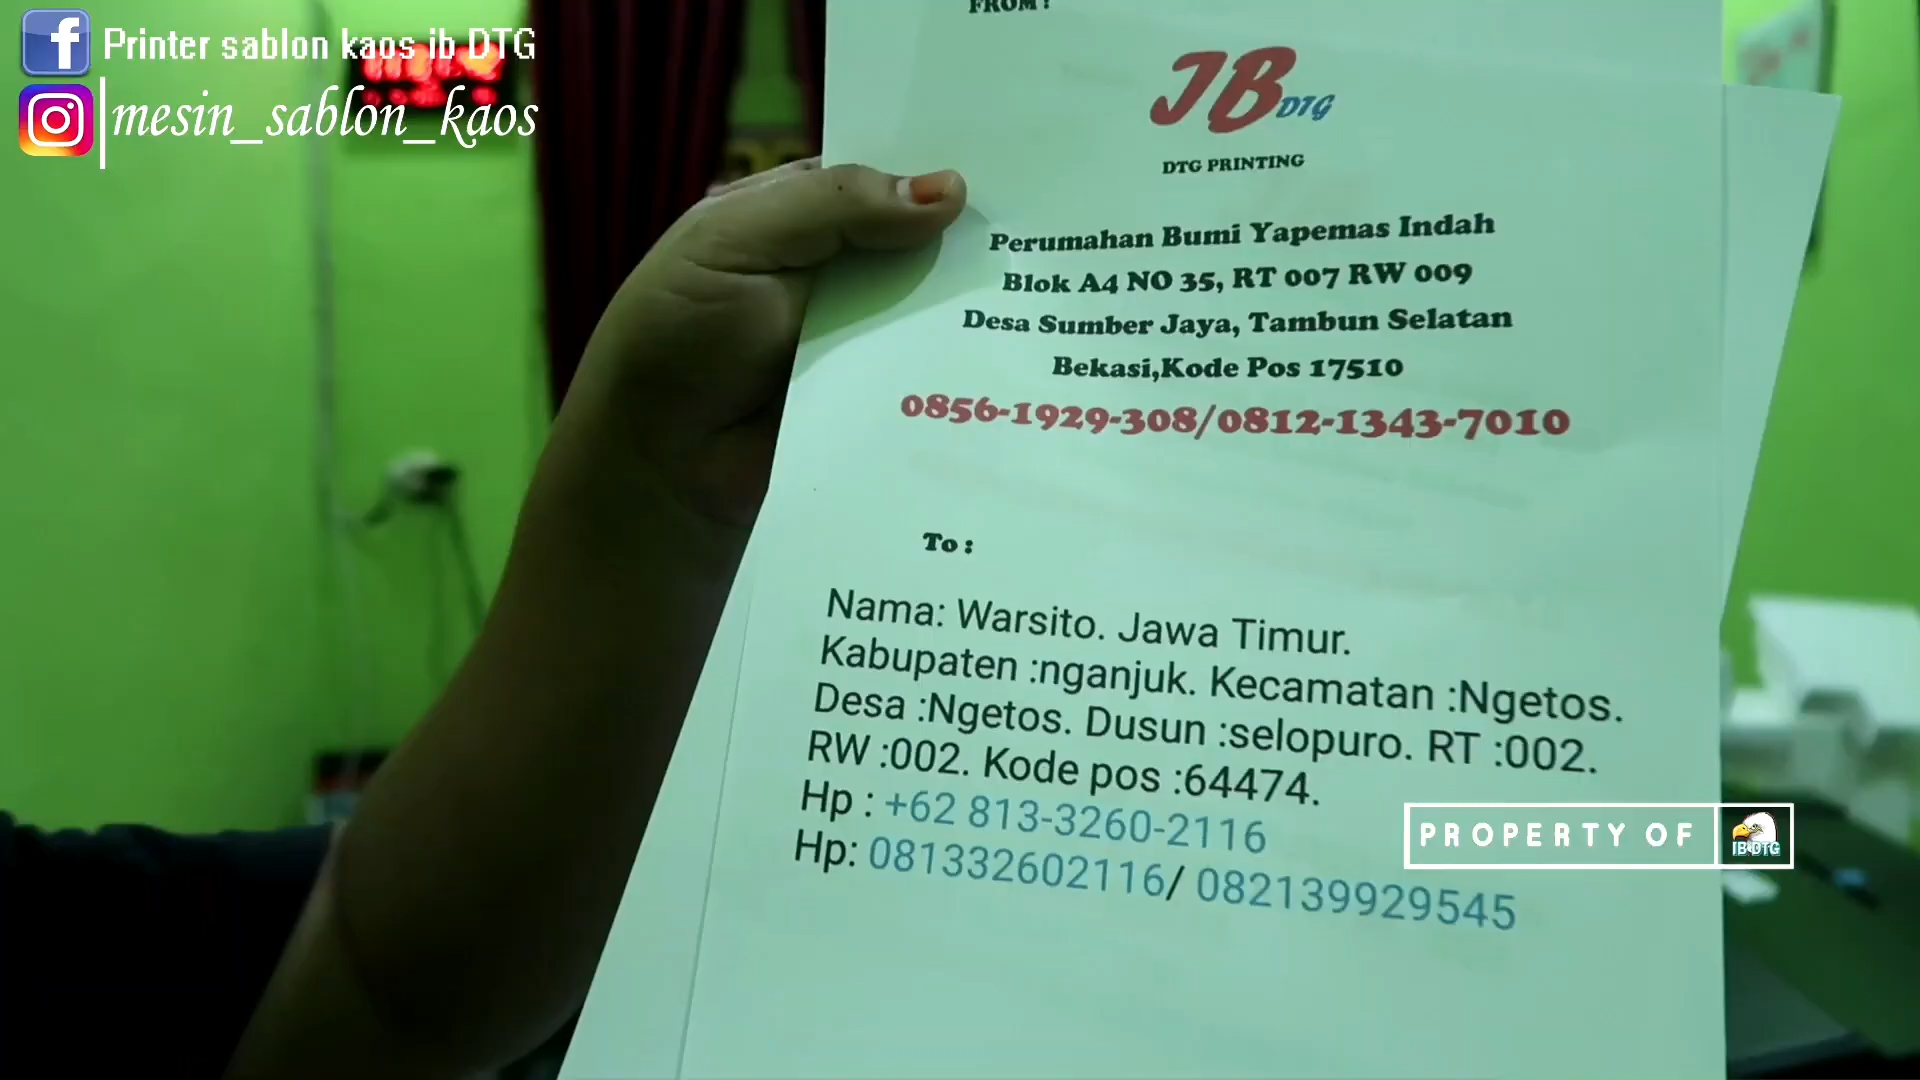 Printer sablon kaos ib DTG
mesin_sablon_kaos
FROM :
JB DTG
DTG PRINTING
Perumahan Bumi Yapemas Indah
Blok A4 NO 35, RT 007 RW 009
Desa Sumber Jaya, Tambun Selatan
Bekasi,Kode Pos 17510
0856-1929-308/0812-1343-7010
To :
Nama: Warsito. Jawa Timur.
Kabupaten :nganjuk. Kecamatan :Ngetos.
Desa :Ngetos. Dusun :selopuro. RT :002.
RW :002. Kode pos :64474.
Hp : +62 813-3260-2116
Hp: 081332602116/ 082139929545
PROPERTY OF
IB DTG